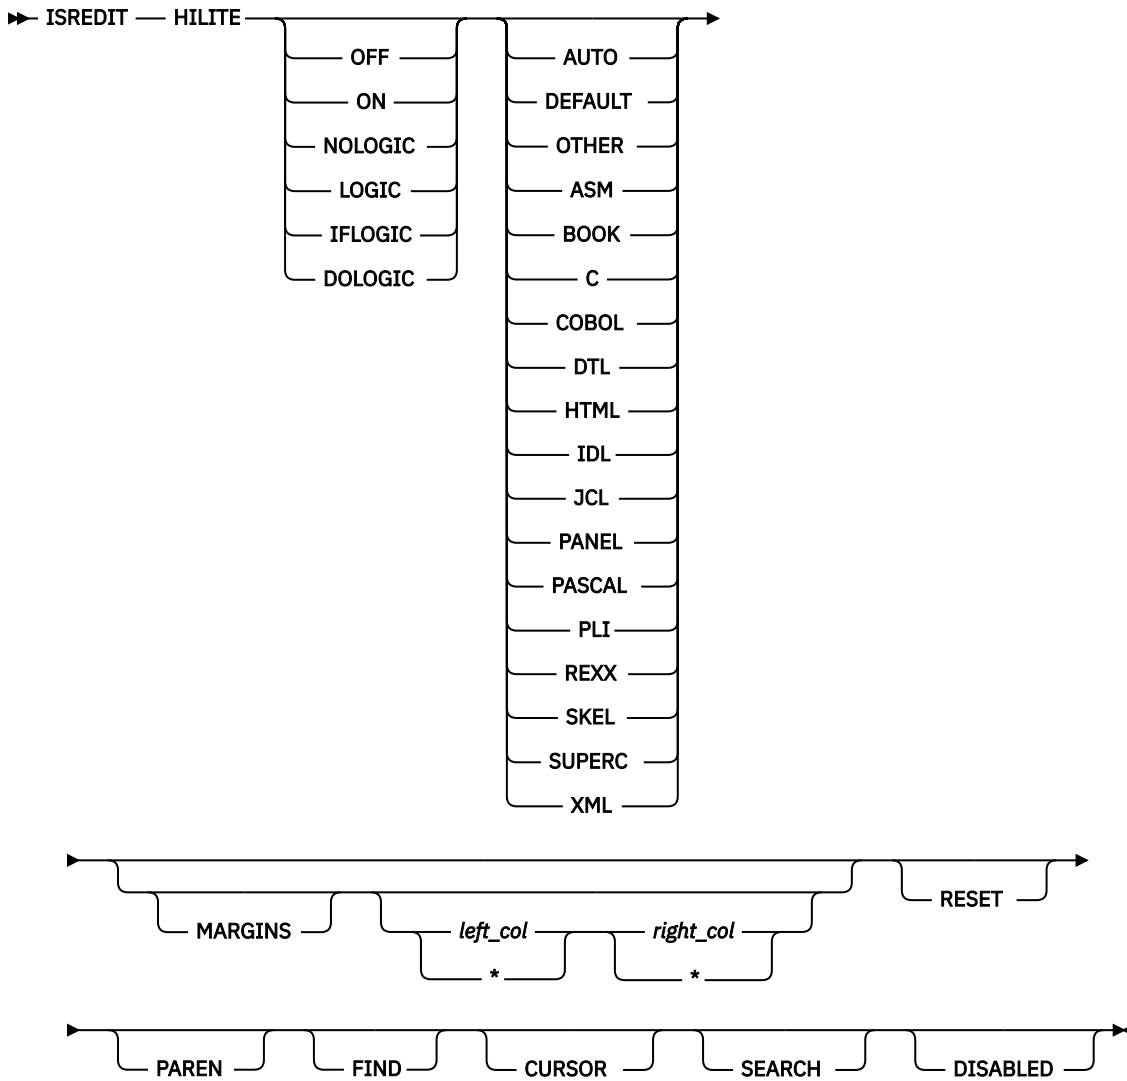 ISREDIT HILITE
OFF AUTO
ON DEFAULT
NOLOGIC OTHER
LOGIC ASM
IFLOGIC BOOK
DOLOGIC C
COBOL
DTL
HTML
IDL
JCL
PANEL
PASCAL
PLI
REXX
SKEL
SUPERC
XML
RESET
MARGINS left_col right_col
* *
PAREN FIND CURSOR SEARCH DISABLED